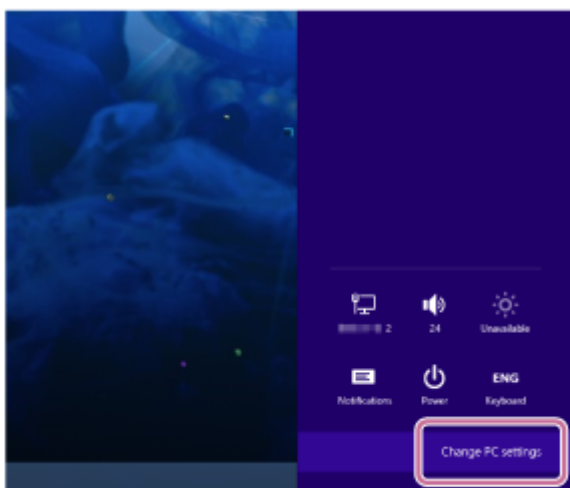 2 24 Unavailable
ENG
Notifications Power Keyboard
Change PC settings